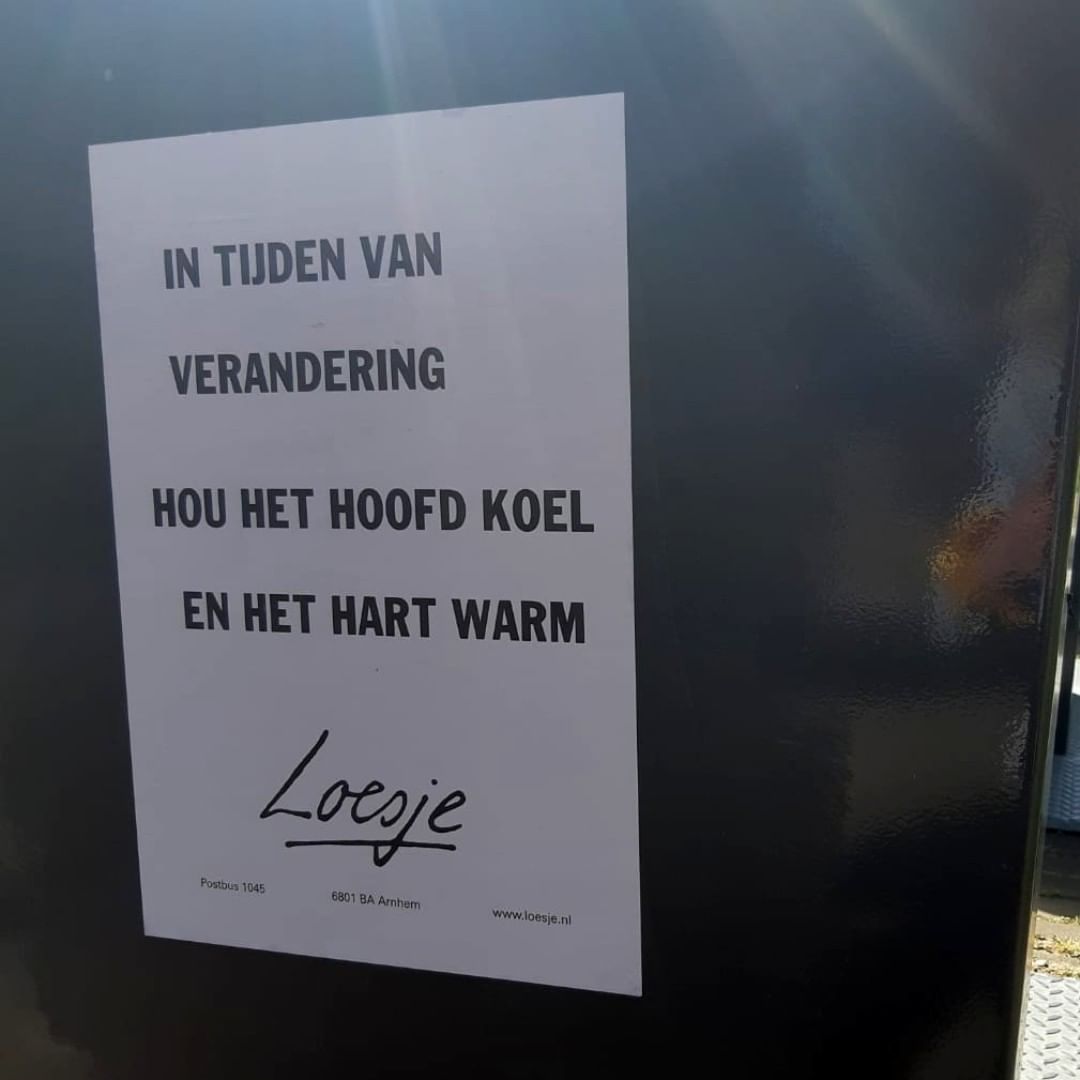 IN TIJDEN VAN
VERANDERING
HOU HET HOOFD KOEL
EN HET HART WARM
Loesje
Postbus 1045 6801 BA Arnhem www.loesje.nl